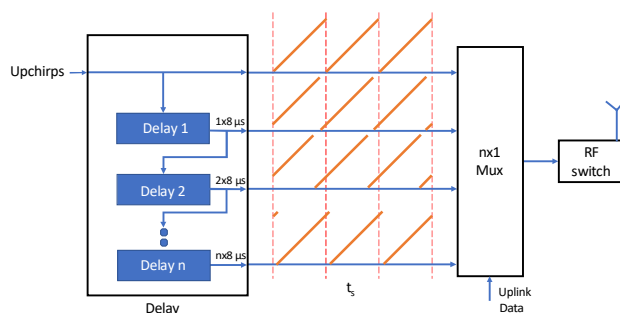 Upchirps
Delay 1
1x8 µs
Delay 2
2x8 µs
Delay n
nx8 µs
Delay
t_s
nx1
Mux
Uplink
Data
RF
switch